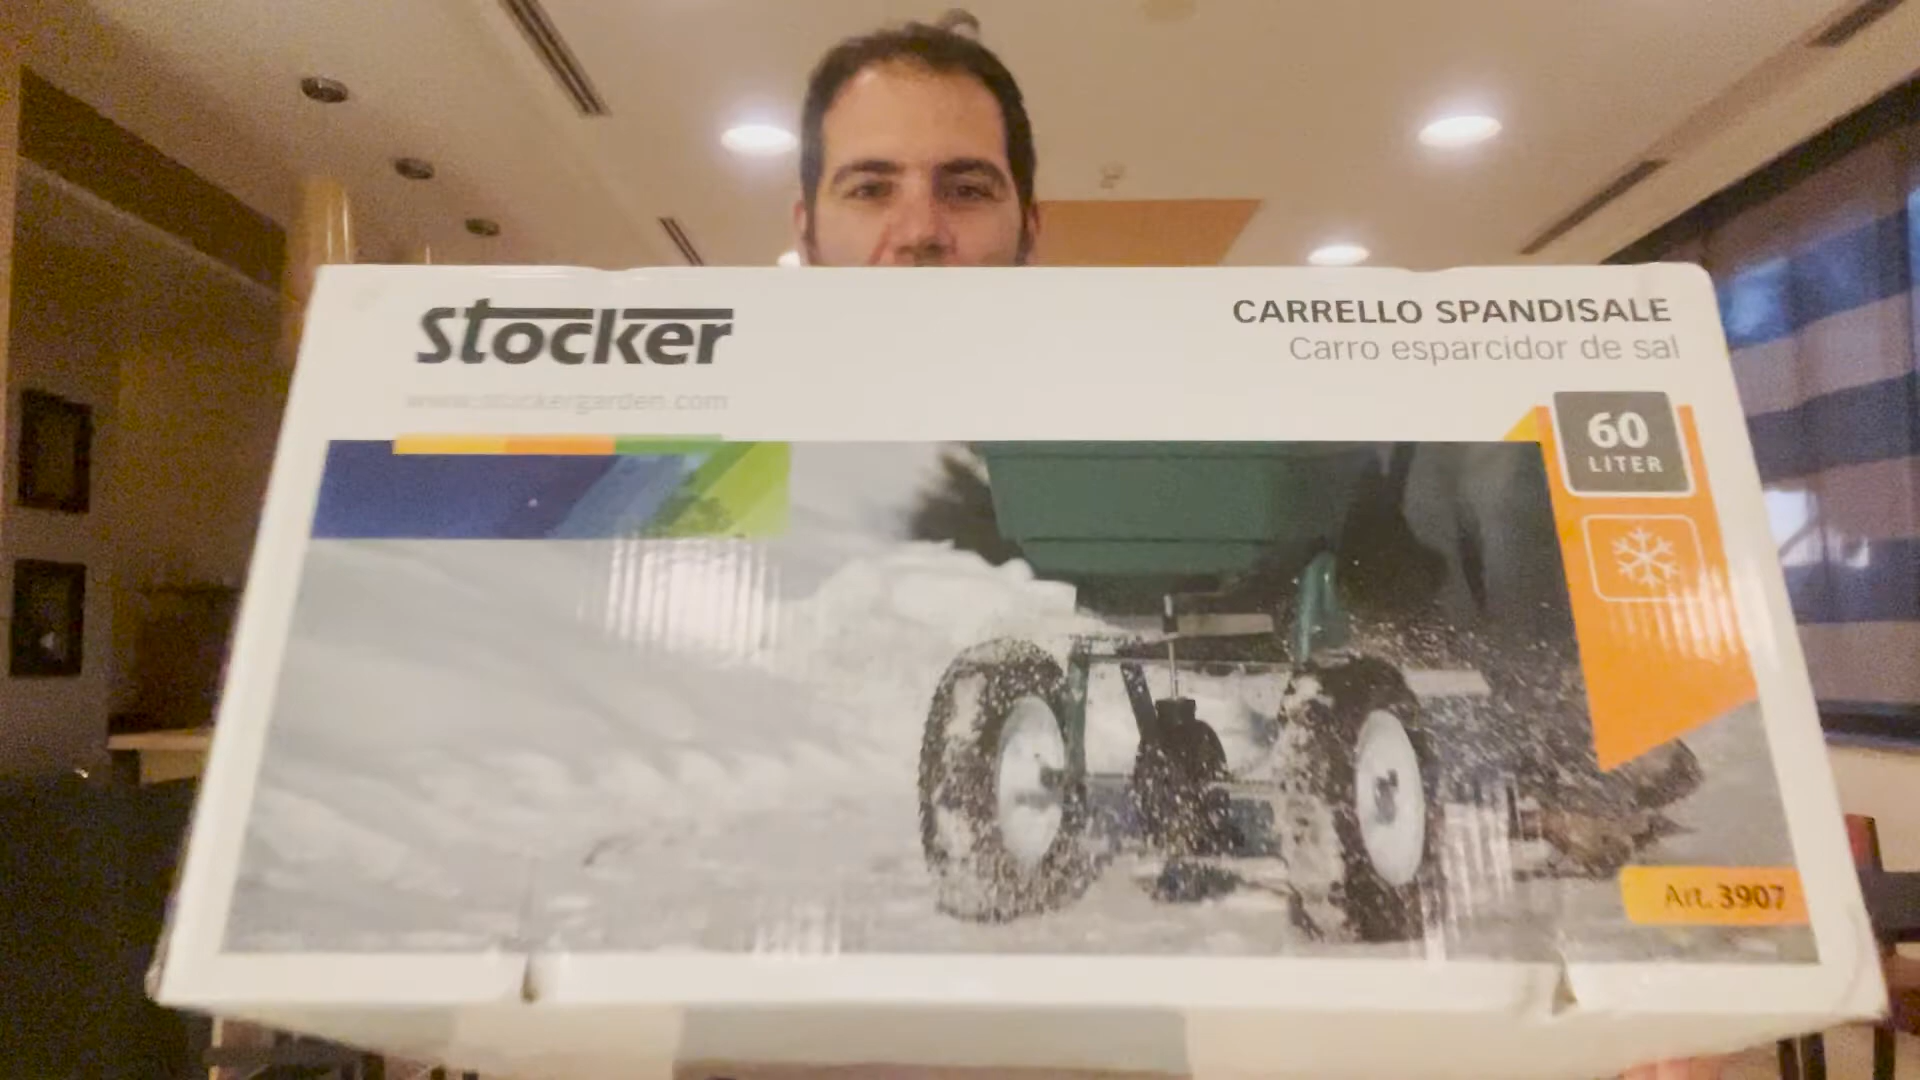 Stocker
www.stockergarden.com
CARRELLO SPANDISALE
Carro esparcidor de sal
60
LITER
Art. 3907